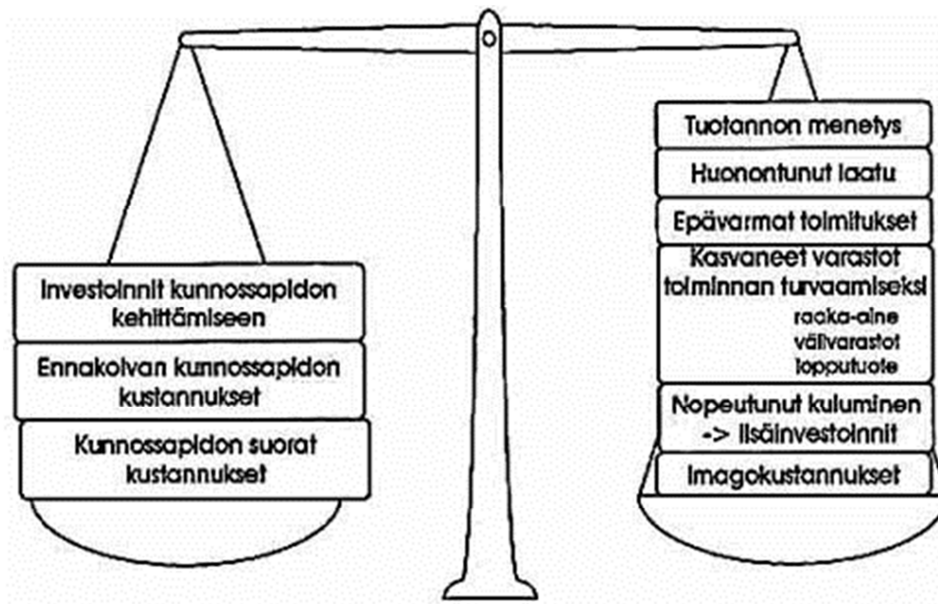 Investoinnit kunnossapidon
kehittämiseen
Ennakoivan kunnossapidon
kustannukset
Kunnossapidon suorat
kustannukset
Tuotannon menetys
Huonontunut laatu
Epävarmat toimitukset
Kasvaneet varastot
toiminnan turvaamiseksi
raaka-aine
välivarastot
lopputuote
Nopeutunut kuluminen
-> lisäinvestoinnit
Imagokustannukset